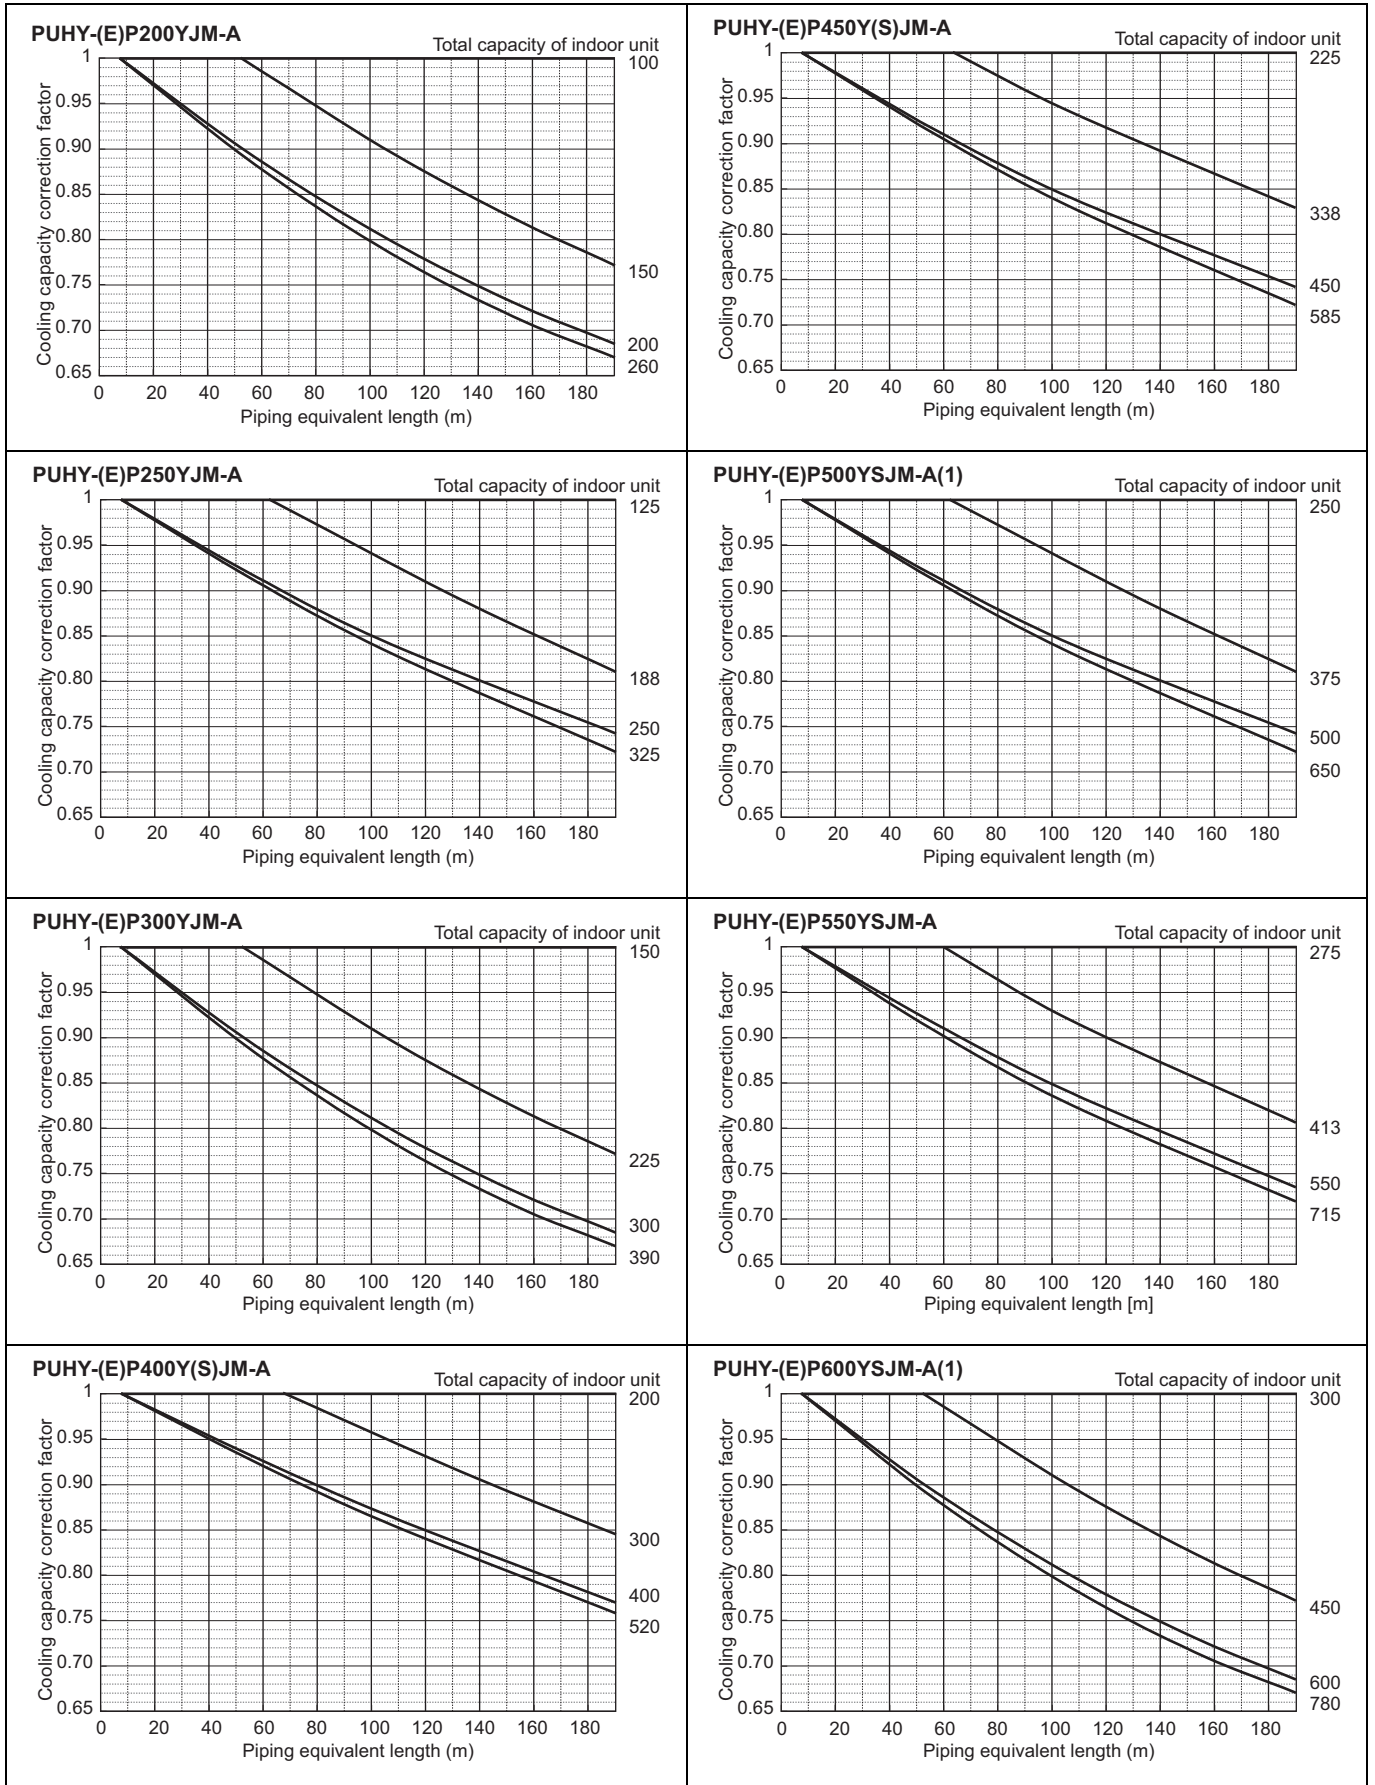 PUHY-(E)P200YJM-A
Total capacity of indoor unit
Cooling capacity correction factor
1
0.95
0.90
0.85
0.80
0.75
0.70
0.65
100
150
200
260
0 20 40 60 80 100 120 140 160 180
Piping equivalent length (m)
PUHY-(E)P450Y(S)JM-A
Total capacity of indoor unit
Cooling capacity correction factor
1
0.95
0.90
0.85
0.80
0.75
0.70
0.65
225
338
450
585
0 20 40 60 80 100 120 140 160 180
Piping equivalent length (m)
PUHY-(E)P250YJM-A
Total capacity of indoor unit
Cooling capacity correction factor
1
0.95
0.90
0.85
0.80
0.75
0.70
0.65
125
188
250
325
0 20 40 60 80 100 120 140 160 180
Piping equivalent length (m)
PUHY-(E)P500YSJM-A(1)
Total capacity of indoor unit
Cooling capacity correction factor
1
0.95
0.90
0.85
0.80
0.75
0.70
0.65
250
375
500
650
0 20 40 60 80 100 120 140 160 180
Piping equivalent length (m)
PUHY-(E)P300YJM-A
Total capacity of indoor unit
Cooling capacity correction factor
1
0.95
0.90
0.85
0.80
0.75
0.70
0.65
150
225
300
390
0 20 40 60 80 100 120 140 160 180
Piping equivalent length (m)
PUHY-(E)P550YSJM-A
Total capacity of indoor unit
Cooling capacity correction factor
1
0.95
0.90
0.85
0.80
0.75
0.70
0.65
275
413
550
715
0 20 40 60 80 100 120 140 160 180
Piping equivalent length [m]
PUHY-(E)P400Y(S)JM-A
Total capacity of indoor unit
Cooling capacity correction factor
1
0.95
0.90
0.85
0.80
0.75
0.70
0.65
200
300
400
520
0 20 40 60 80 100 120 140 160 180
Piping equivalent length (m)
PUHY-(E)P600YSJM-A(1)
Total capacity of indoor unit
Cooling capacity correction factor
1
0.95
0.90
0.85
0.80
0.75
0.70
0.65
300
450
600
780
0 20 40 60 80 100 120 140 160 180
Piping equivalent length (m)